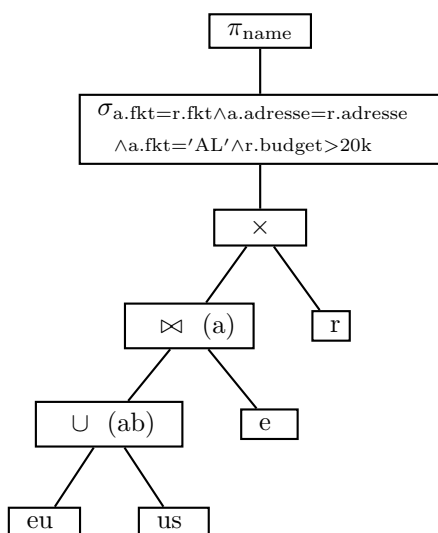 π_name
σ_a.fkt=r.fkt∧a.adresse=r.adresse
∧a.fkt='AL'∧r.budget>20k
×
⋈ (a)
r
∪ (ab)
e
eu
us